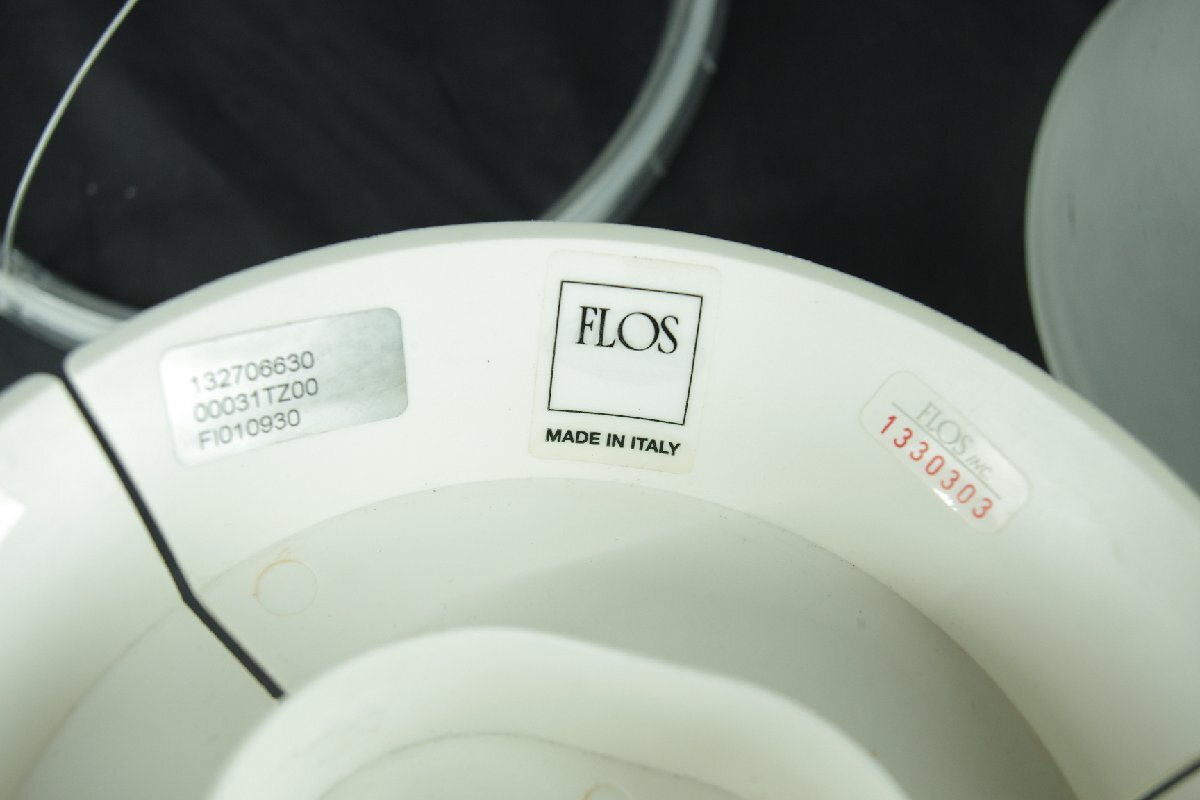 132706630
00031TZ00
FI010930
FLOS
MADE IN ITALY
FLOS INC.
1330303